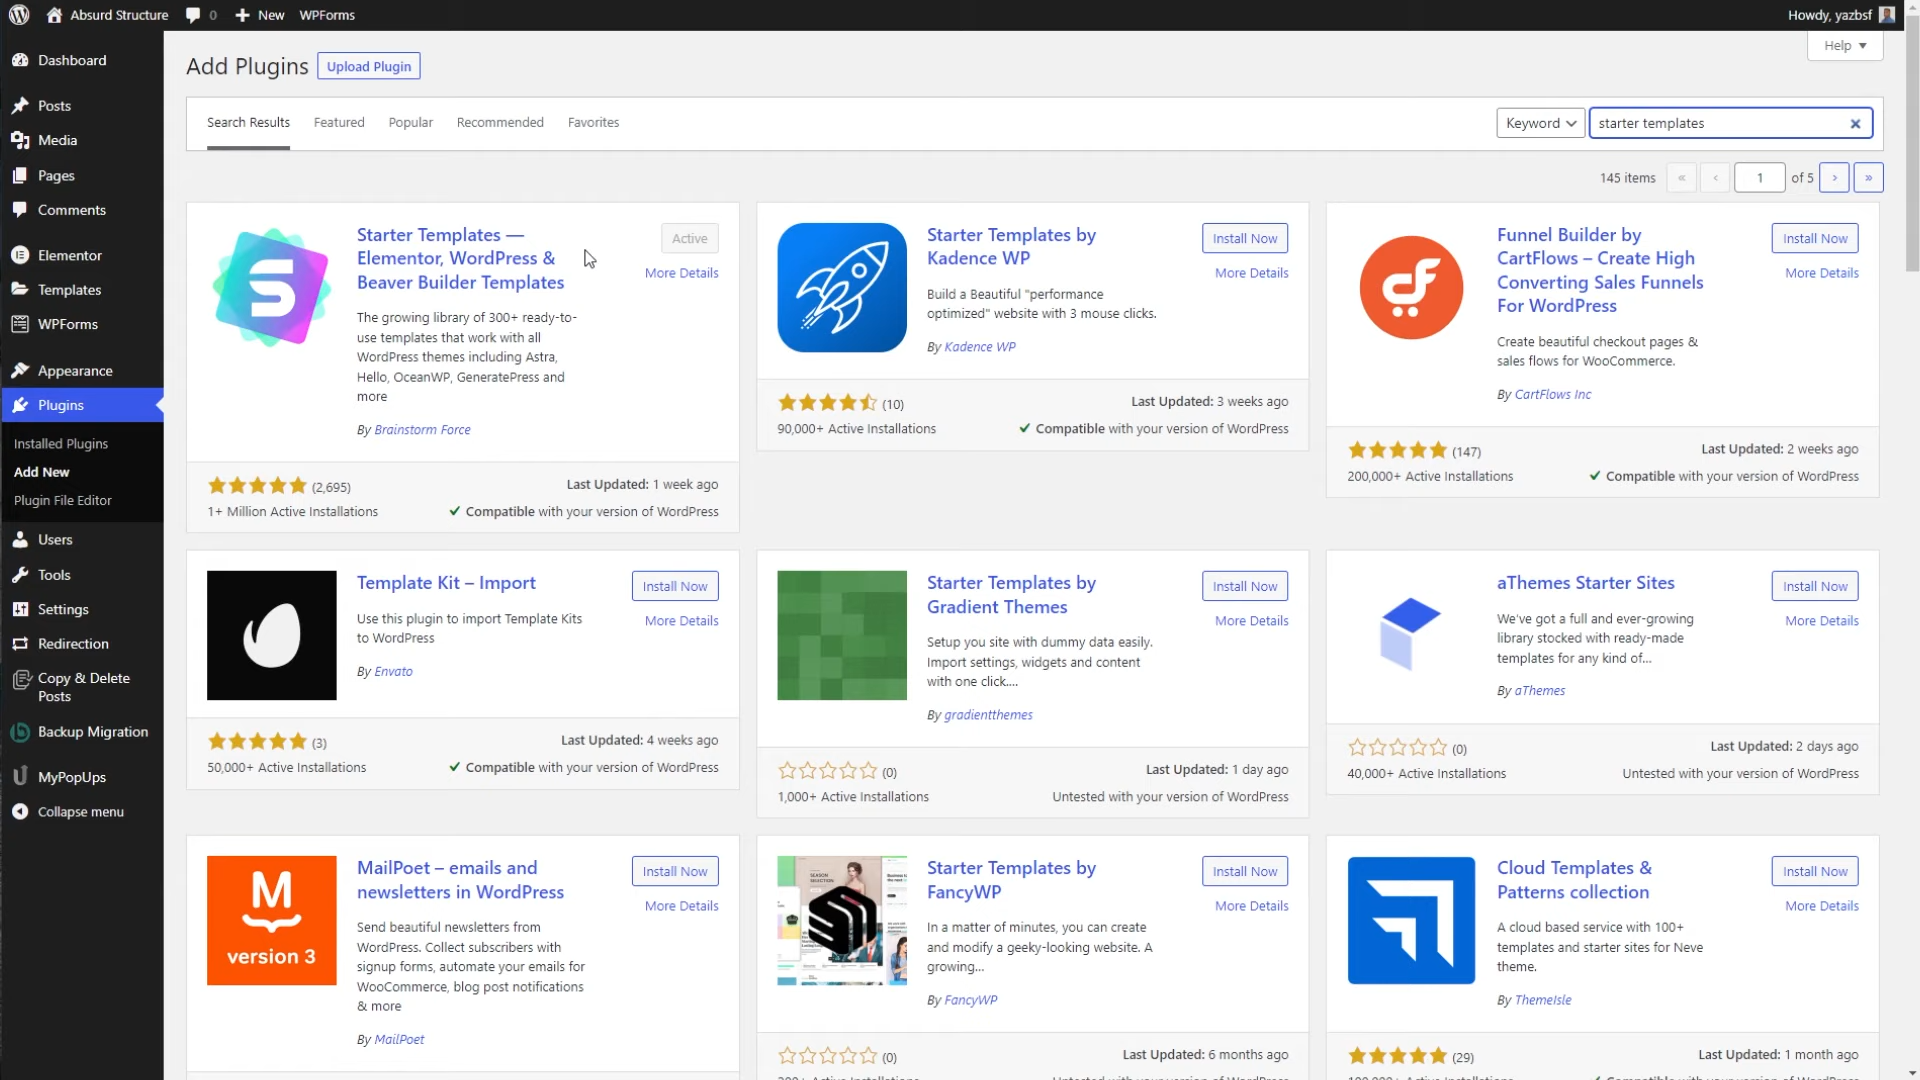 Absurd Structure
0
New
WPForms
Howdy, yazbsf
Dashboard
Posts
Media
Pages
Comments
Elementor
Templates
WPForms
Appearance
Plugins
Installed Plugins
Add New
Plugin File Editor
Users
Tools
Settings
Redirection
Copy & Delete
Posts
Backup Migration
MyPopUps
Collapse menu
Help
Add Plugins
Upload Plugin
Search Results
Featured
Popular
Recommended
Favorites
Keyword
starter templates
145 items
«
‹
1
of 5
›
»
Starter Templates —
Elementor, WordPress &
Beaver Builder Templates
Active
More Details
The growing library of 300+ ready-to-
use templates that work with all
WordPress themes including Astra,
Hello, OceanWP, GeneratePress and
more
By Brainstorm Force
(2,695)
Last Updated: 1 week ago
1+ Million Active Installations
Compatible with your version of WordPress
Starter Templates by
Kadence WP
Install Now
More Details
Build a Beautiful "performance
optimized" website with 3 mouse clicks.
By Kadence WP
(10)
Last Updated: 3 weeks ago
90,000+ Active Installations
Compatible with your version of WordPress
Funnel Builder by
CartFlows – Create High
Converting Sales Funnels
For WordPress
Install Now
More Details
Create beautiful checkout pages &
sales flows for WooCommerce.
By CartFlows Inc
(147)
Last Updated: 2 weeks ago
200,000+ Active Installations
Compatible with your version of WordPress
Template Kit – Import
Install Now
More Details
Use this plugin to import Template Kits
to WordPress
By Envato
(3)
Last Updated: 4 weeks ago
50,000+ Active Installations
Compatible with your version of WordPress
Starter Templates by
Gradient Themes
Install Now
More Details
Setup you site with dummy data easily.
Import settings, widgets and content
with one click....
By gradientthemes
(0)
Last Updated: 1 day ago
1,000+ Active Installations
Untested with your version of WordPress
aThemes Starter Sites
Install Now
More Details
We've got a full and ever-growing
library stocked with ready-made
templates for any kind of...
By aThemes
(0)
Last Updated: 2 days ago
40,000+ Active Installations
Untested with your version of WordPress
M
version 3
MailPoet – emails and
newsletters in WordPress
Install Now
More Details
Send beautiful newsletters from
WordPress. Collect subscribers with
signup forms, automate your emails for
WooCommerce, blog post notifications
& more
By MailPoet
Starter Templates by
FancyWP
Install Now
More Details
In a matter of minutes, you can create
and modify a geeky-looking website. A
growing...
By FancyWP
(0)
Last Updated: 6 months ago
Cloud Templates &
Patterns collection
Install Now
More Details
A cloud based service with 100+
templates and starter sites for Neve
theme.
By ThemeIsle
(29)
Last Updated: 1 month ago